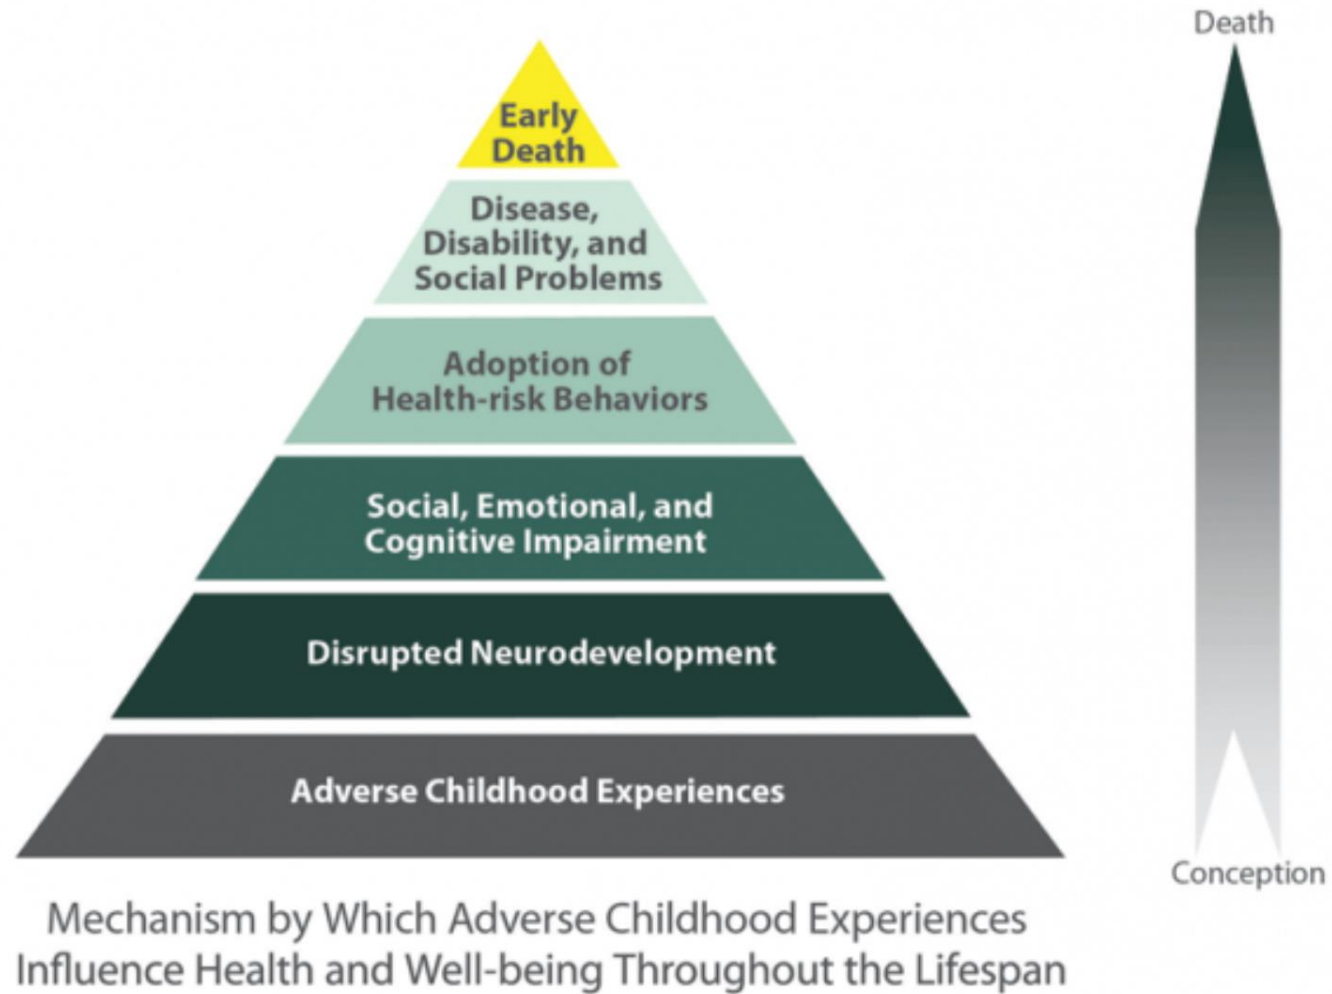 Death
Early
Death
Disease,
Disability, and
Social Problems
Adoption of
Health-risk Behaviors
Social, Emotional, and
Cognitive Impairment
Disrupted Neurodevelopment
Adverse Childhood Experiences
Conception
Mechanism by Which Adverse Childhood Experiences
Influence Health and Well-being Throughout the Lifespan